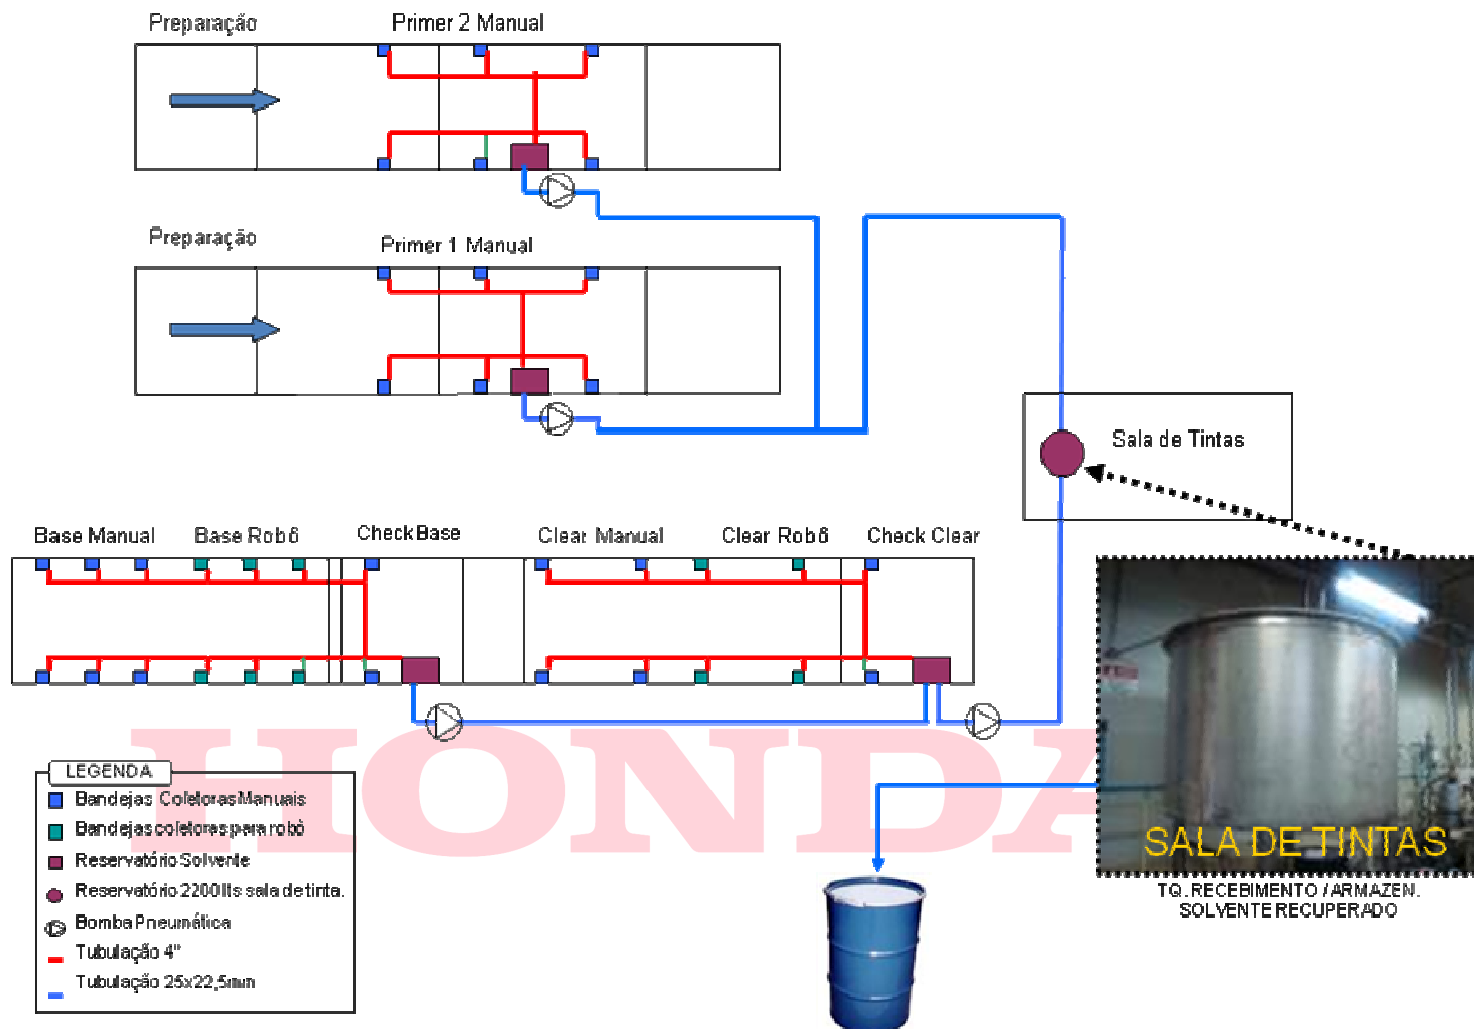 Preparação
Primer 2 Manual
Preparação
Primer 1 Manual
Sala de Tintas
Base Manual
Base Robô
Check Base
Clear Manual
Clear Robô
Check Clear
HONDA
LEGENDA
Bandejas Coletoras Manuais
Bandejas coletoras para robô
Reservatório Solvente
Reservatório 2200lts sala de tinta.
Bomba Pneumática
Tubulação 4"
Tubulação 25x22,5mm
SALA DE TINTAS
TQ. RECEBIMENTO / ARMAZEN.
SOLVENTE RECUPERADO